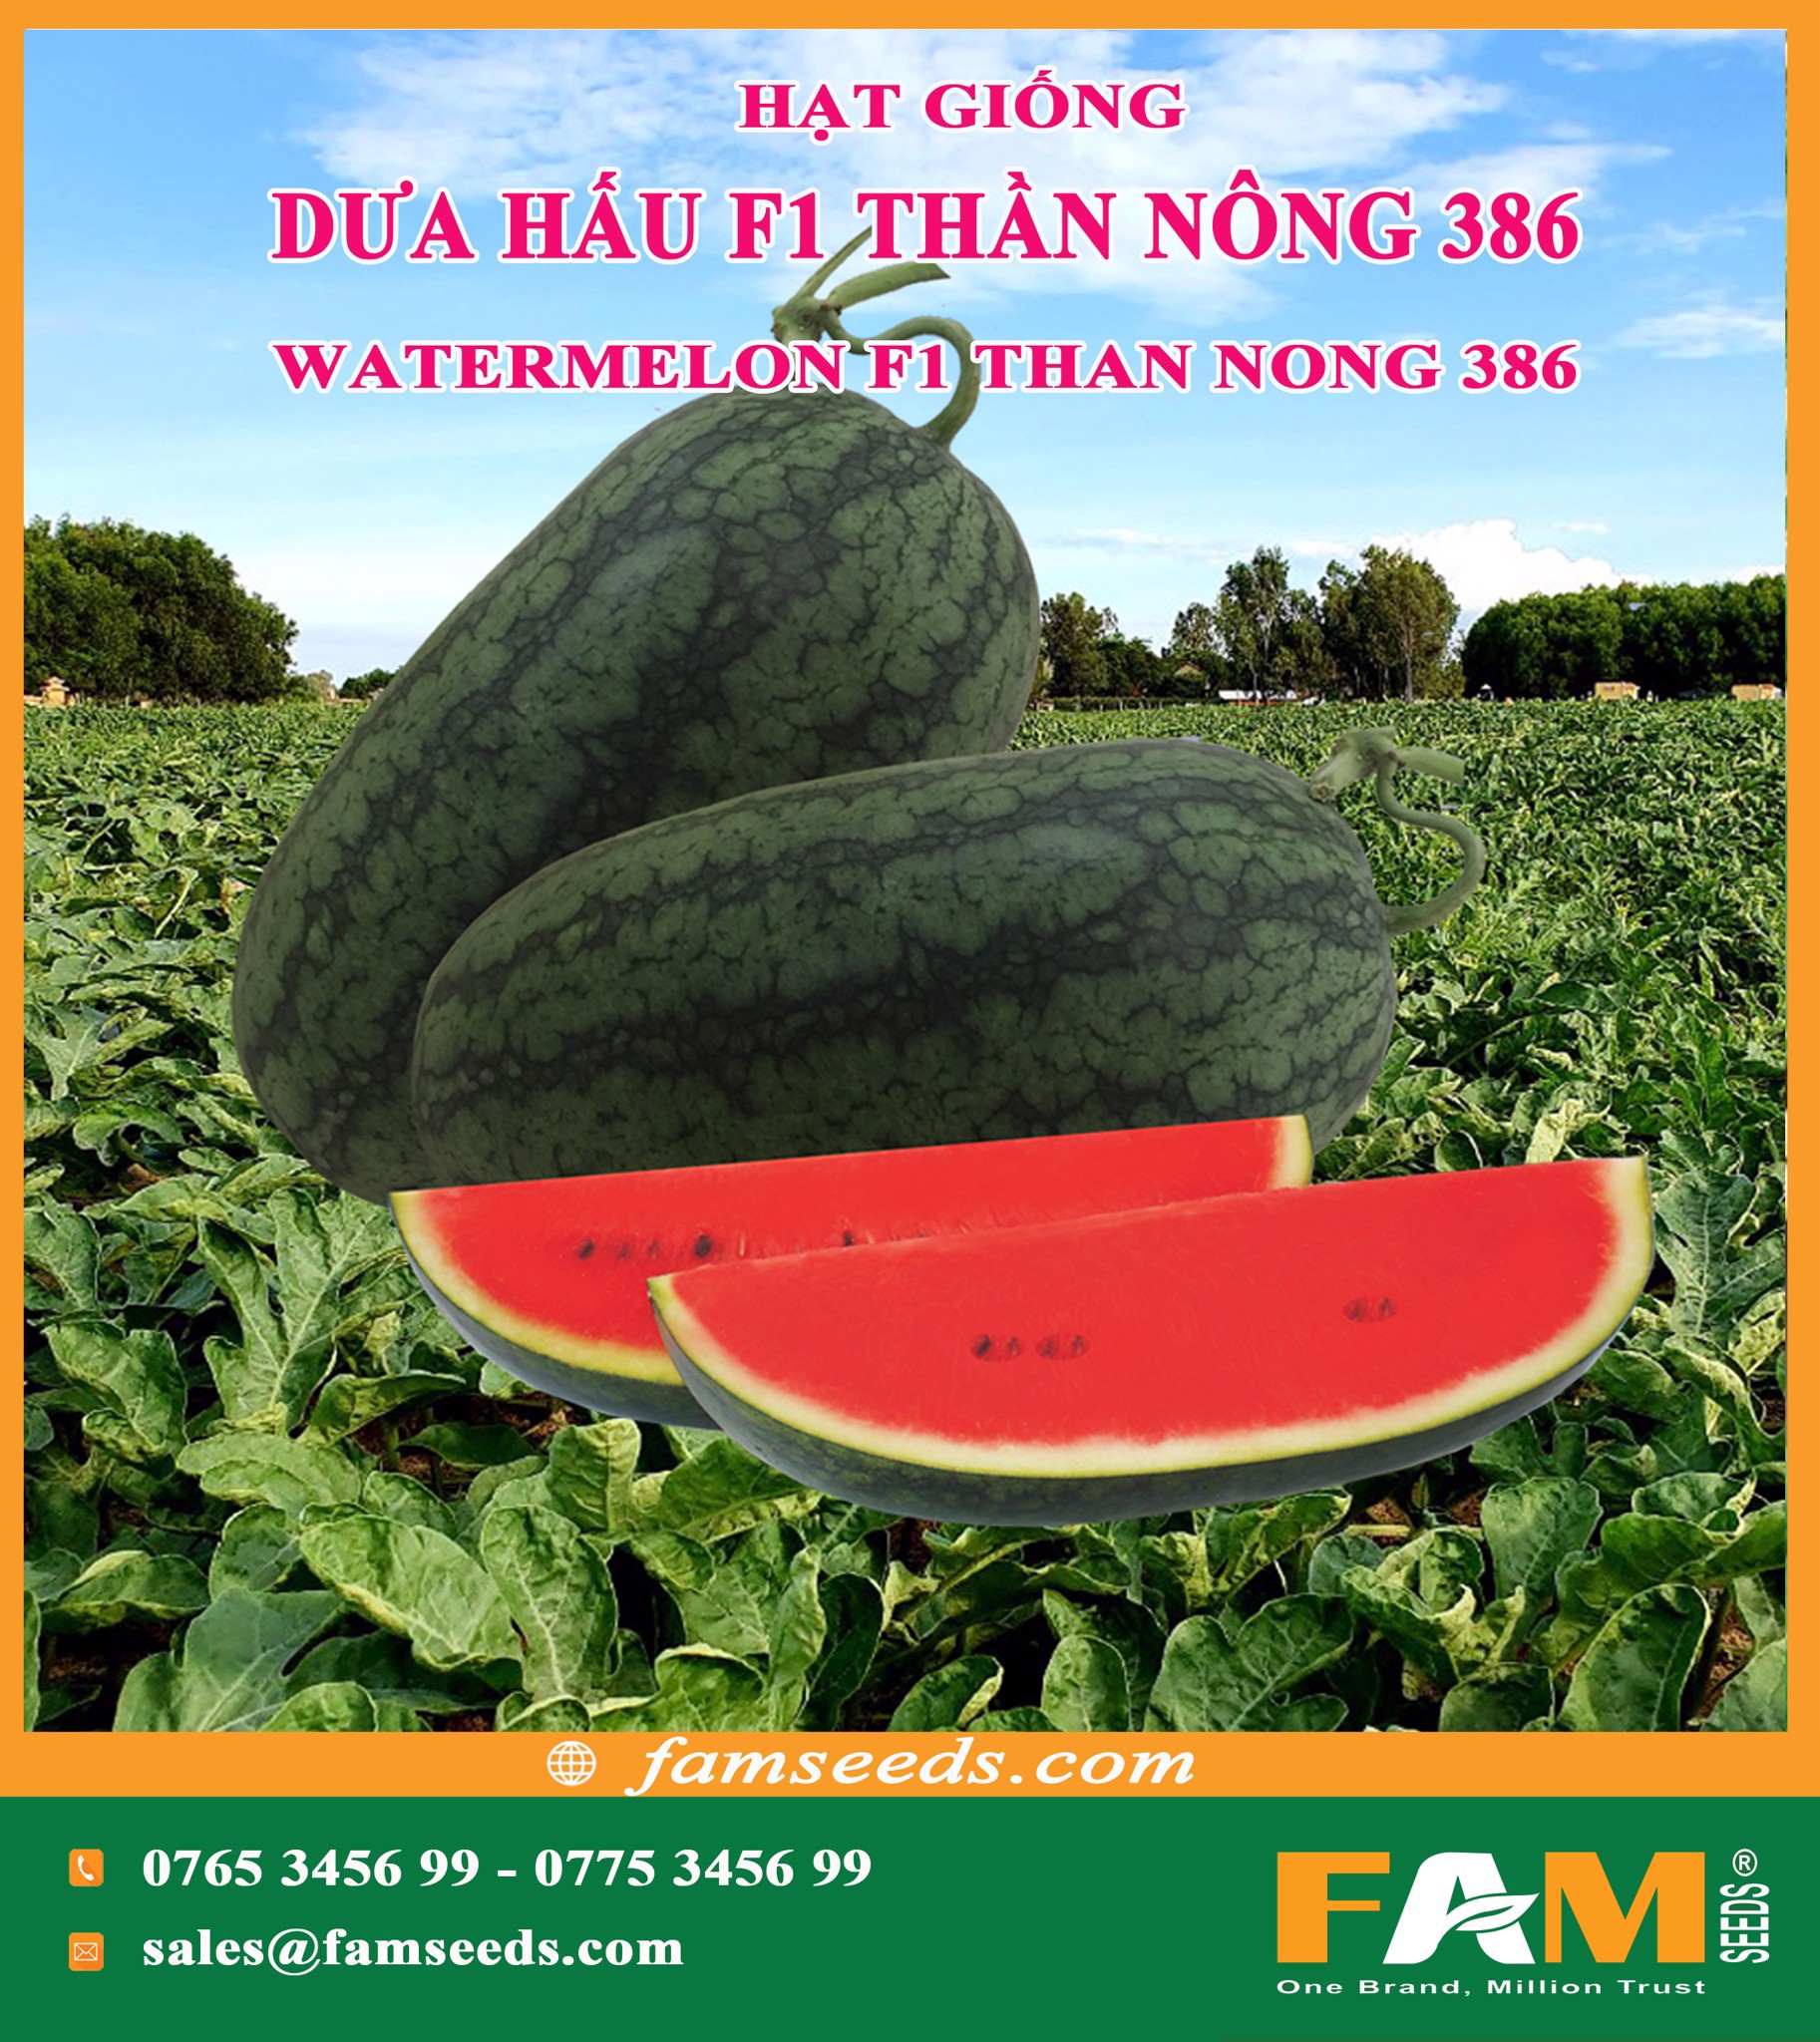 HẠT GIỐNG
DƯA HẤU F1 THẦN NÔNG 386
WATERMELON F1 THAN NONG 386
famseeds.com
0765 3456 99 - 0775 3456 99
sales@famseeds.com
FAM SEEDS®
One Brand, Million Trust